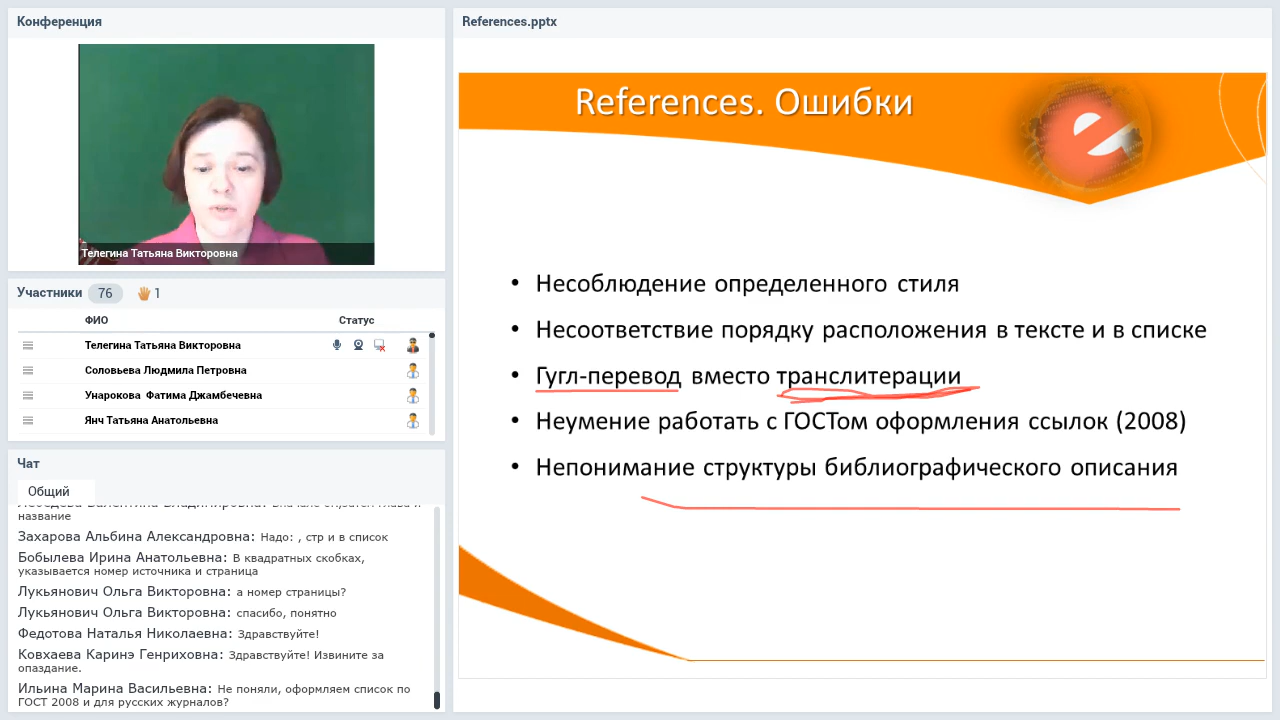 Конференция
Телегина Татьяна Викторовна
Участники 76 1
ФИО Статус
Телегина Татьяна Викторовна
Соловьева Людмила Петровна
Унарокова Фатима Джамбечевна
Янч Татьяна Анатольевна
Чат
Общий
название
Захарова Альбина Александровна: Надо: , стр и в список
Бобылева Ирина Анатольевна: В квадратных скобках,
указывается номер источника и страница
Лукьянович Ольга Викторовна: а номер страницы?
Лукьянович Ольга Викторовна: спасибо, понятно
Федотова Наталья Николаевна: Здравствуйте!
Ковхаева Каринэ Генриховна: Здравствуйте! Извините за
опаздание.
Ильина Марина Васильевна: Не поняли, оформляем список по
ГОСТ 2008 и для русских журналов?
References.pptx
References. Ошибки
• Несоблюдение определенного стиля
• Несоответствие порядку расположения в тексте и в списке
• Гугл-перевод вместо транслитерации
• Неумение работать с ГОСТом оформления ссылок (2008)
• Непонимание структуры библиографического описания